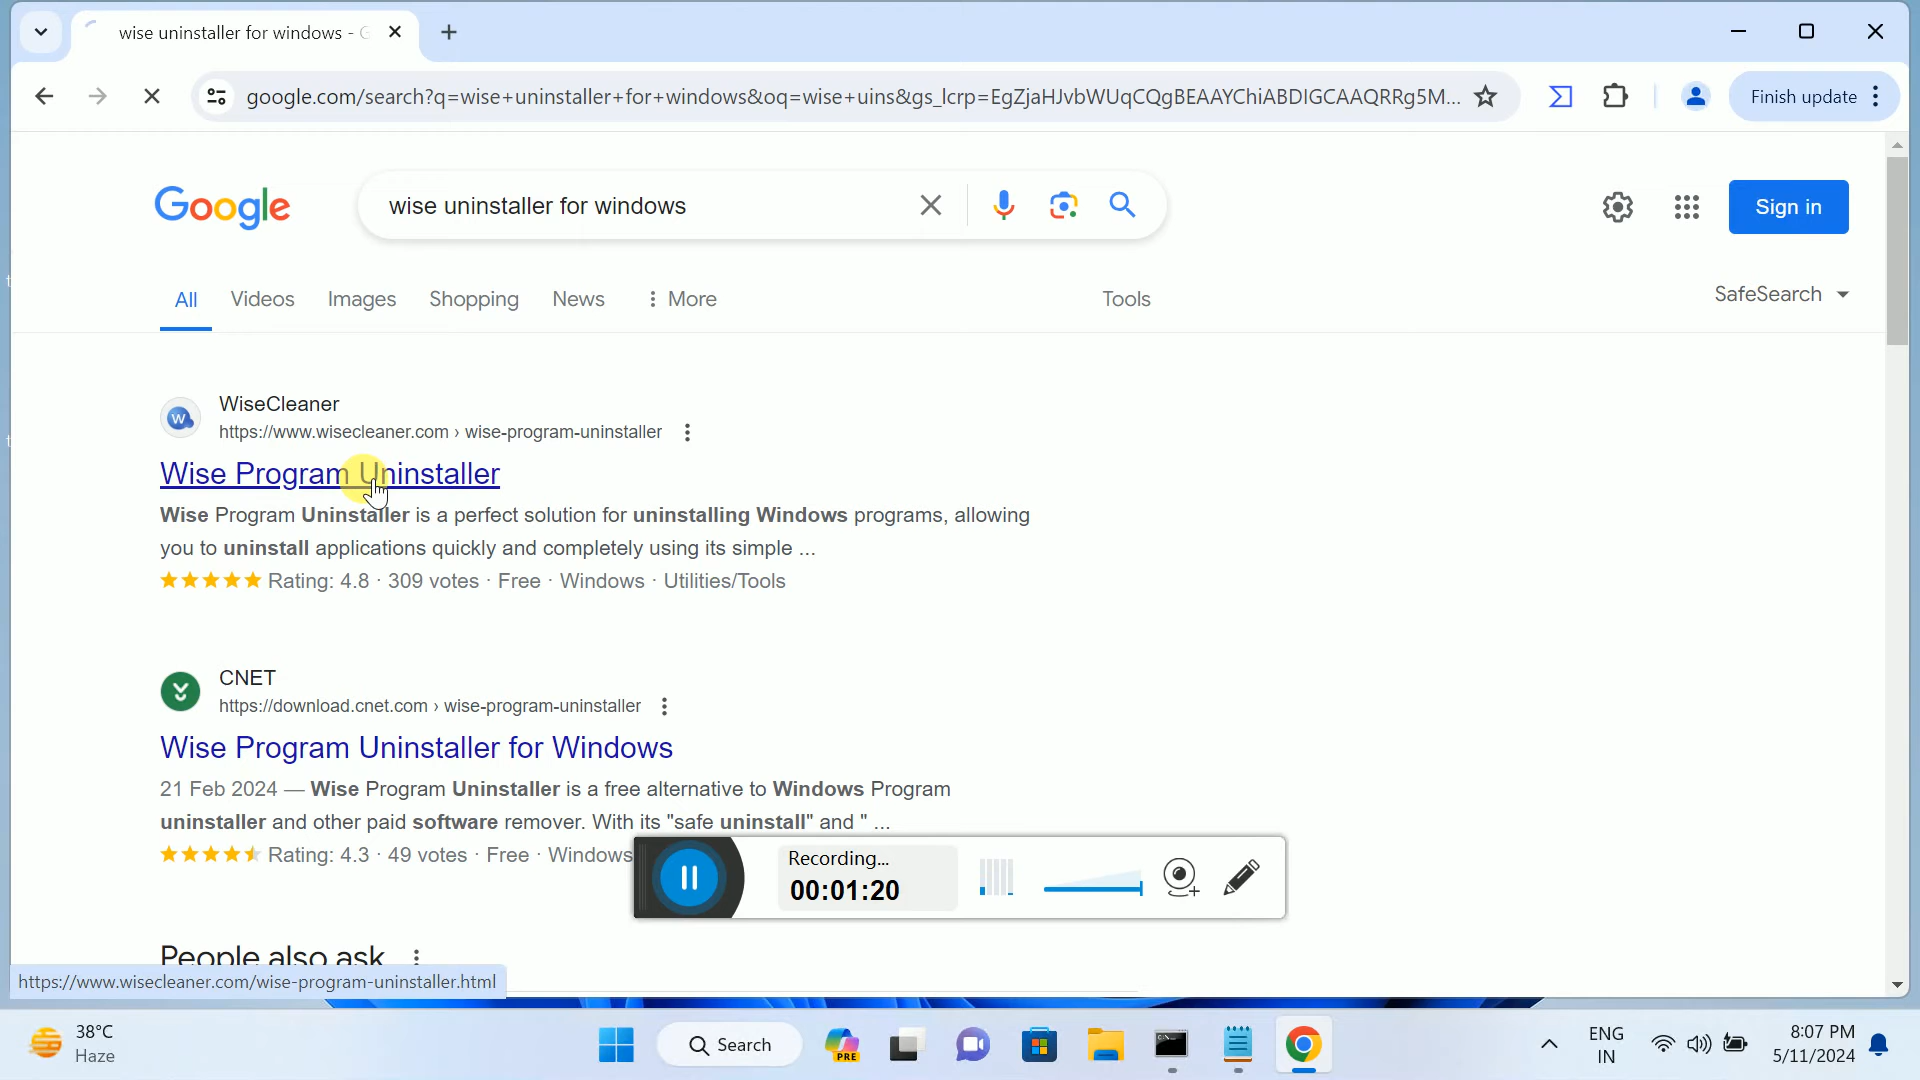 wise uninstaller for windows - G
google.com/search?q=wise+uninstaller+for+windows&oq=wise+uins&gs_lcrp=EgZjaHJvbWUqCQgBEAAYChiABDIGCAAQRRg5M...
Finish update
Google
wise uninstaller for windows
Sign in
All
Videos
Images
Shopping
News
More
Tools
SafeSearch
WiseCleaner
https://www.wisecleaner.com › wise-program-uninstaller
Wise Program Uninstaller
Wise Program Uninstaller is a perfect solution for uninstalling Windows programs, allowing
you to uninstall applications quickly and completely using its simple ...
Rating: 4.8 · 309 votes · Free · Windows · Utilities/Tools
CNET
https://download.cnet.com › wise-program-uninstaller
Wise Program Uninstaller for Windows
21 Feb 2024 — Wise Program Uninstaller is a free alternative to Windows Program
uninstaller and other paid software remover. With its "safe uninstall" and " ...
Rating: 4.3 · 49 votes · Free · Windows
Recording...
00:01:20
People also ask
https://www.wisecleaner.com/wise-program-uninstaller.html
38°C
Haze
Search
PRE
ENG
IN
8:07 PM
5/11/2024